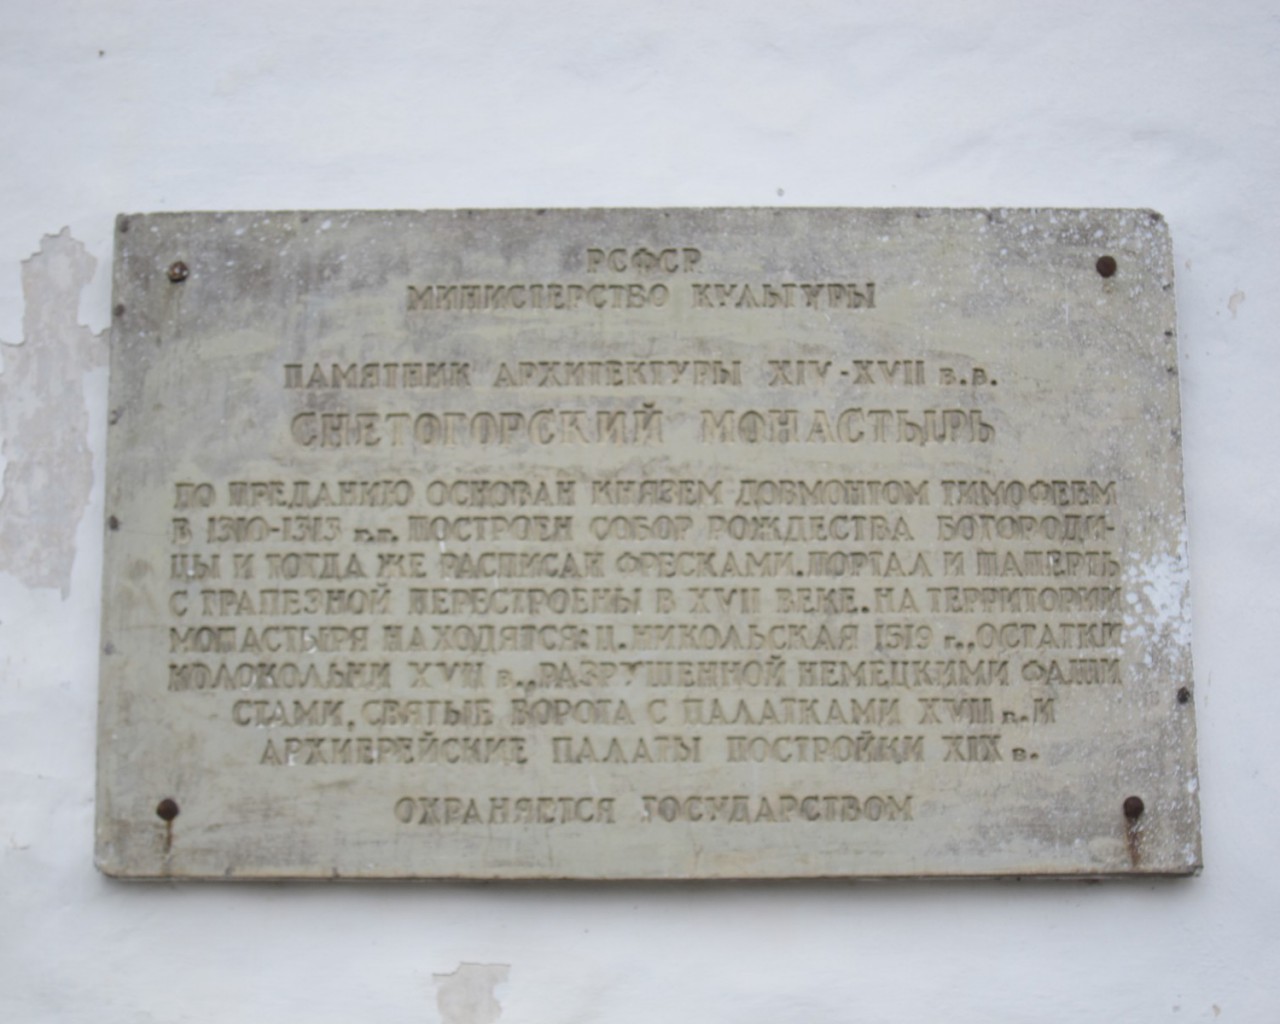 РСФСР
МИНИСТЕРСТВО КУЛЬТУРЫ
ПАМЯТНИК АРХИТЕКТУРЫ XIV-XVII в.в.
СНЕТОГОРСКИЙ МОНАСТЫРЬ
ПО ПРЕДАНИЮ ОСНОВАН КНЯЗЕМ ДОВМОНТОМ ТИМОФЕЕМ
В 1310-1313 г.г. ПОСТРОЕН СОБОР РОЖДЕСТВА БОГОРОДИ-
ЦЫ И ТОГДА ЖЕ РАСПИСАН ФРЕСКАМИ. ПОРТАЛ И ПАПЕРТЬ
С ТРАПЕЗНОЙ ПЕРЕСТРОЕНЫ В XVII ВЕКЕ. НА ТЕРРИТОРИИ
МОНАСТЫРЯ НАХОДЯТСЯ: Ц. НИКОЛЬСКАЯ 1519 г., ОСТАТКИ
КОЛОКОЛЬНИ XVII в., РАЗРУШЕННОЙ НЕМЕЦКИМИ ФАШИ
СТАМИ, СВЯТЫЕ ВОРОТА С ПАЛАТКАМИ XVII в. И
АРХИЕРЕЙСКИЕ ПАЛАТЫ ПОСТРОЙКИ XIX в.
ОХРАНЯЕТСЯ ГОСУДАРСТВОМ